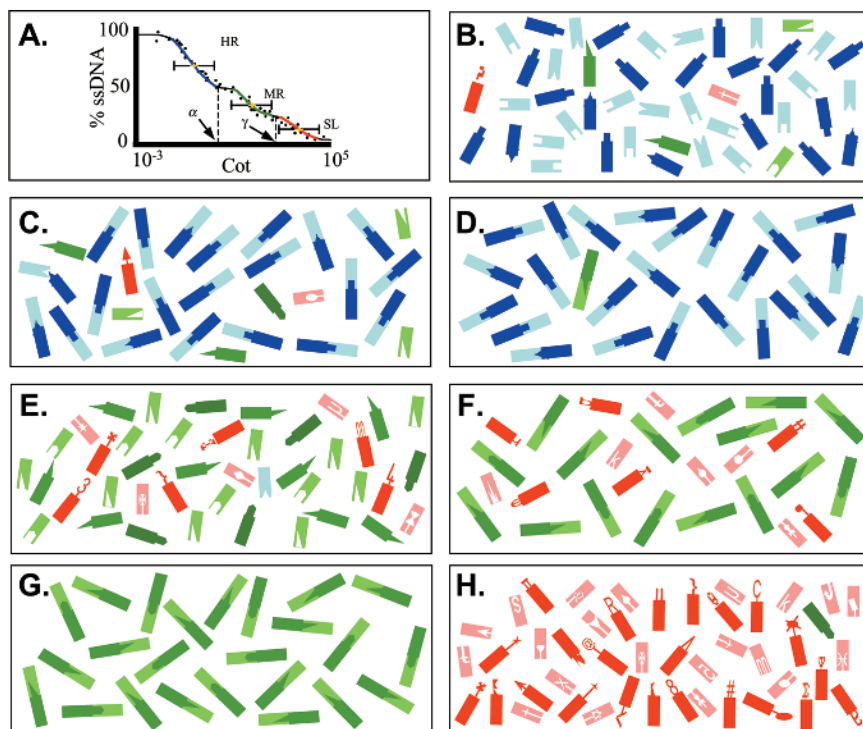 A.
100
50
0
% ssDNA
HR
MR
SL
α
γ
10-3
Cot
105
B.
C.
D.
E.
F.
G.
H.